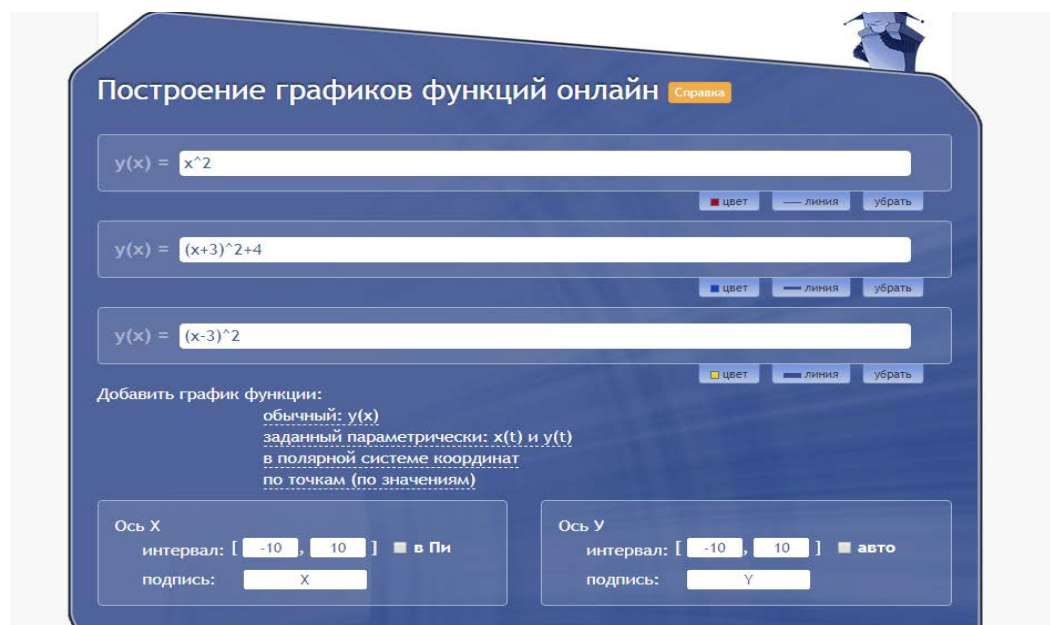 Построение графиков функций онлайн Справка
y(x) = x^2
цвет линия убрать
y(x) = (x+3)^2+4
цвет линия убрать
y(x) = (x-3)^2
цвет линия убрать
Добавить график функции:
обычный: y(x)
заданный параметрически: x(t) и y(t)
в полярной системе координат
по точкам (по значениям)
Ось X
интервал: [ -10 , 10 ] в Пи
подпись: X
Ось У
интервал: [ -10 , 10 ] авто
подпись: Y